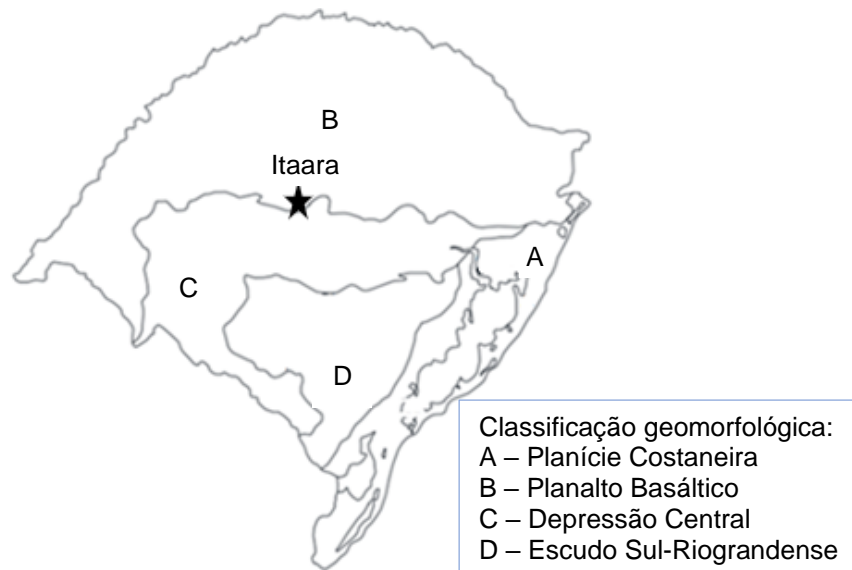 B
Itaara
A
C
D
Classificação geomorfológica:
A – Planície Costaneira
B – Planalto Basáltico
C – Depressão Central
D – Escudo Sul-Riograndense